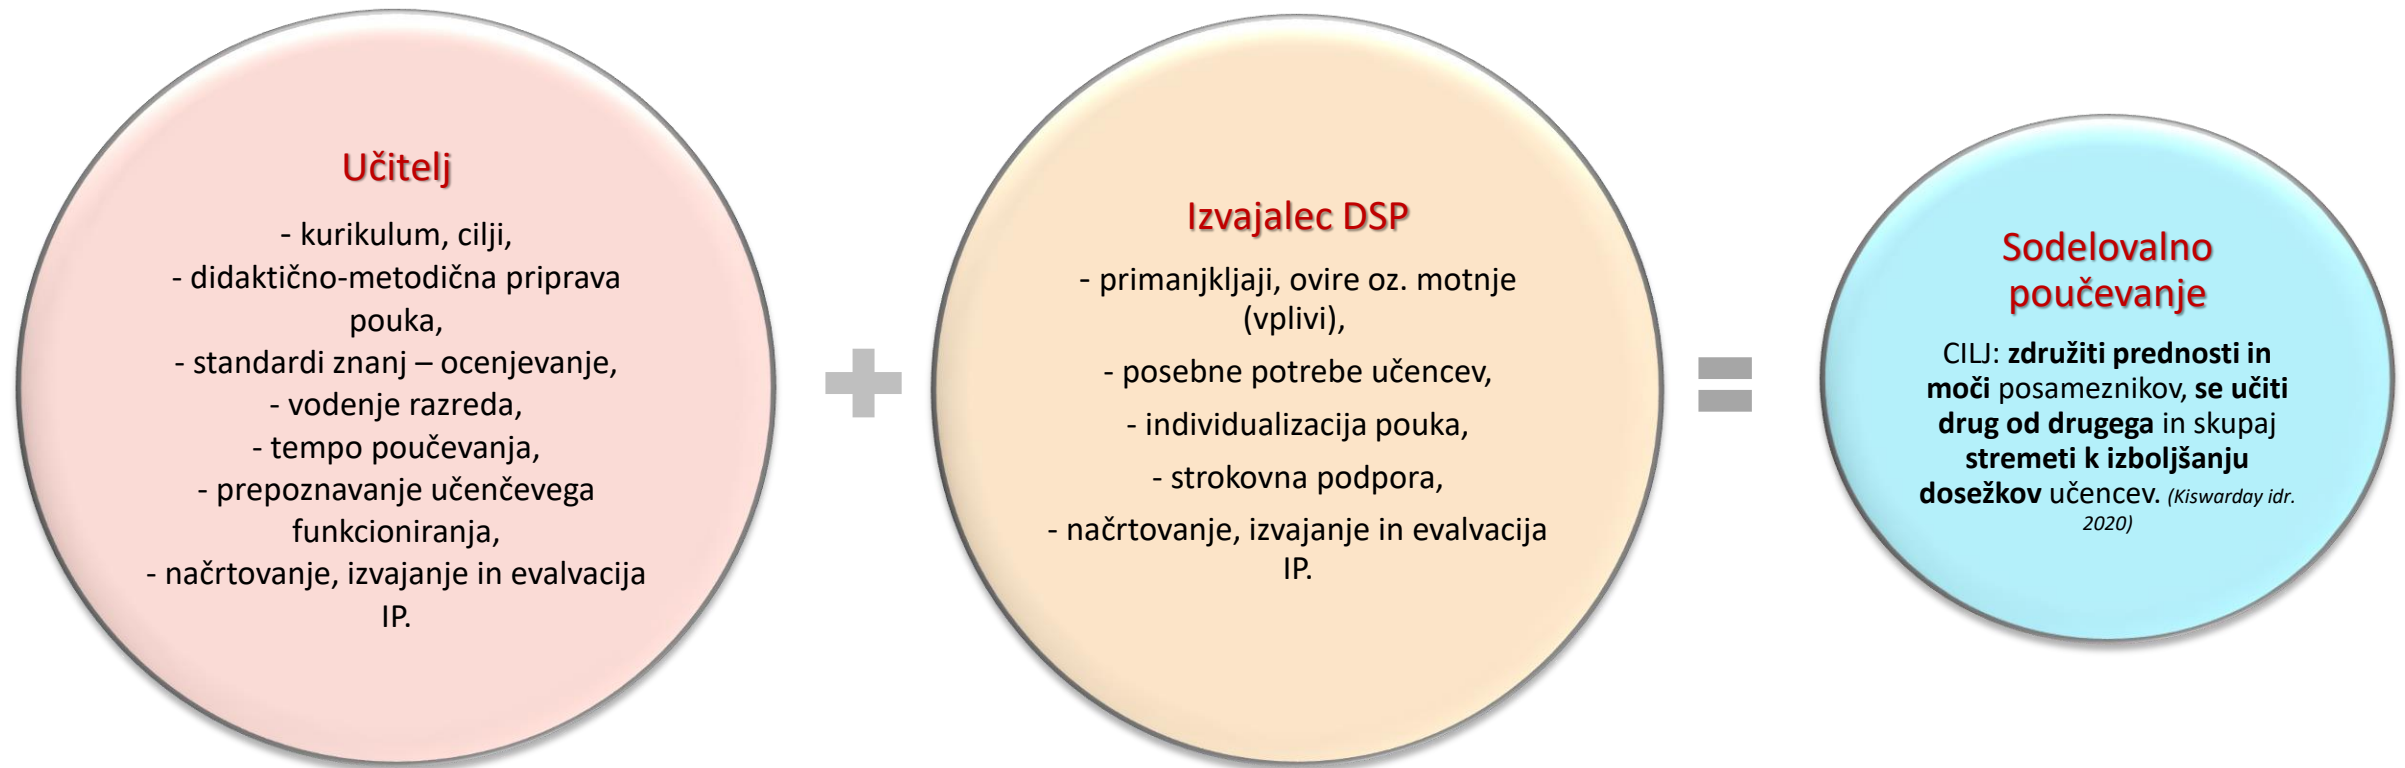 Učitelj
- kurikulum, cilji,
- didaktično-metodična priprava
pouka,
- standardi znanj – ocenjevanje,
- vodenje razreda,
- tempo poučevanja,
- prepoznavanje učenčevega
funkcioniranja,
- načrtovanje, izvajanje in evalvacija
IP.
Izvajalec DSP
- primanjkljaji, ovire oz. motnje
(vplivi),
- posebne potrebe učencev,
- individualizacija pouka,
- strokovna podpora,
- načrtovanje, izvajanje in evalvacija
IP.
Sodelovalno
poučevanje
CILJ: združiti prednosti in
moči posameznikov, se učiti
drug od drugega in skupaj
stremeti k izboljšanju
dosežkov učencev. (Kiswarday idr.
2020)